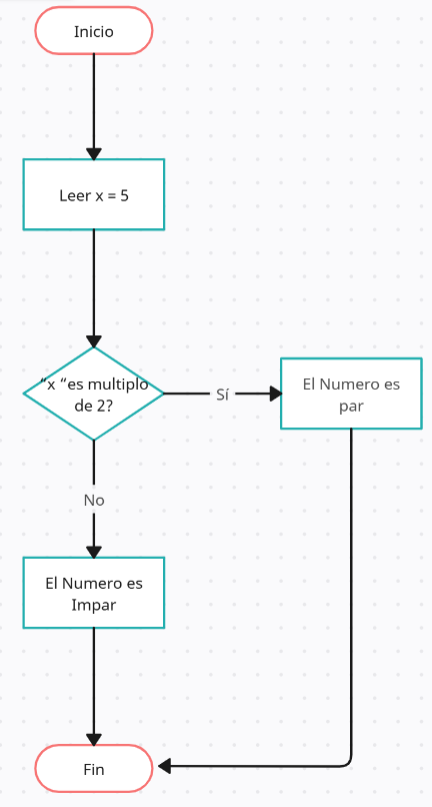 Inicio
Leer x = 5
“x “es multiplo
de 2?
Sí
El Numero es
par
No
El Numero es
Impar
Fin